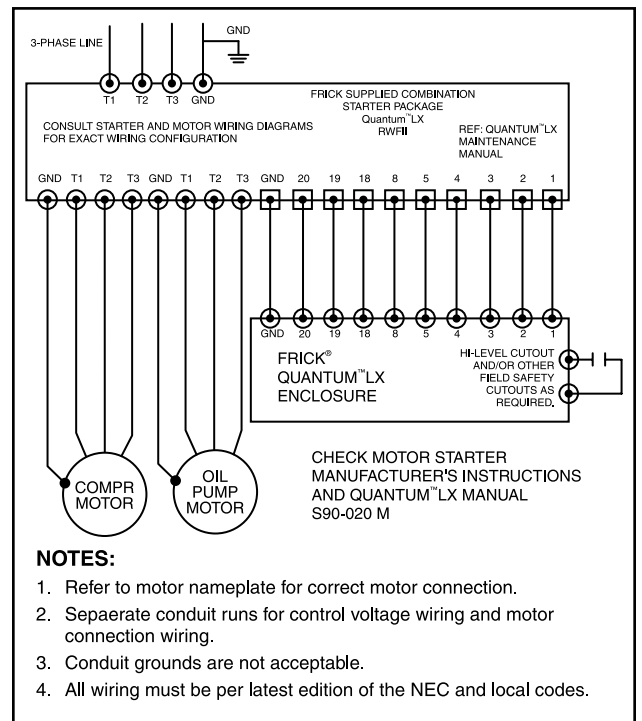 GND
3-PHASE LINE
T1 T2 T3 GND
FRICK SUPPLIED COMBINATION
STARTER PACKAGE
Quantum™LX
RWFII
CONSULT STARTER AND MOTOR WIRING DIAGRAMS
FOR EXACT WIRING CONFIGURATION
REF: QUANTUM™LX
MAINTENANCE
MANUAL
GND T1 T2 T3 GND T1 T2 T3 GND 20 19 18 8 5 4 3 2 1
GND 20 19 18 8 5 4 3 2 1
FRICK®
QUANTUM™LX
ENCLOSURE
HI-LEVEL CUTOUT
AND/OR OTHER
FIELD SAFETY
CUTOUTS AS
REQUIRED.
COMPR
MOTOR
OIL
PUMP
MOTOR
CHECK MOTOR STARTER
MANUFACTURER'S INSTRUCTIONS
AND QUANTUM™LX MANUAL
S90-020 M
NOTES:
1. Refer to motor nameplate for correct motor connection.
2. Sepaerate conduit runs for control voltage wiring and motor
connection wiring.
3. Conduit grounds are not acceptable.
4. All wiring must be per latest edition of the NEC and local codes.